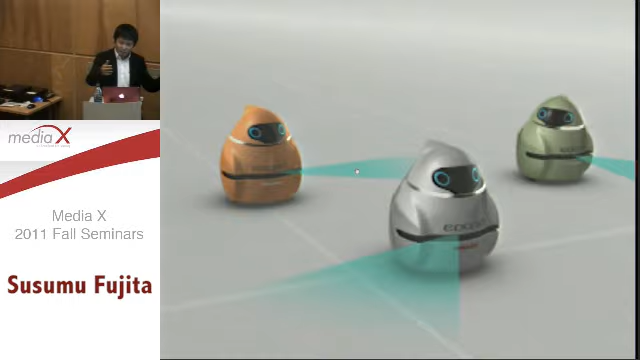 media X
Media X
2011 Fall Seminars
Susumu Fujita